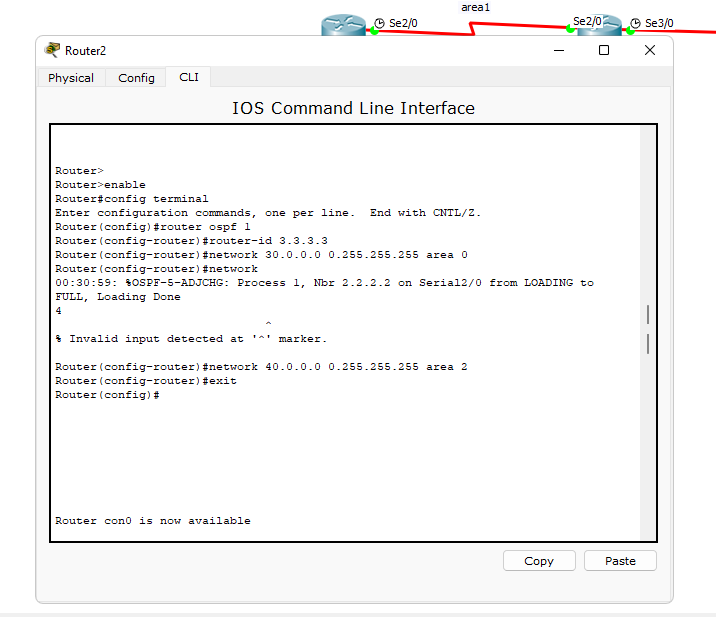 area1
Se2/0
Se2/0
Se3/0
Router2
Physical
Config
CLI
IOS Command Line Interface
Router>
Router>enable
Router#config terminal
Enter configuration commands, one per line.  End with CNTL/Z.
Router(config)#router ospf 1
Router(config-router)#router-id 3.3.3.3
Router(config-router)#network 30.0.0.0 0.255.255.255 area 0
Router(config-router)#network
00:30:59: %OSPF-5-ADJCHG: Process 1, Nbr 2.2.2.2 on Serial2/0 from LOADING to
FULL, Loading Done
4
^
% Invalid input detected at '^' marker.
Router(config-router)#network 40.0.0.0 0.255.255.255 area 2
Router(config-router)#exit
Router(config)#
Router con0 is now available
Copy
Paste